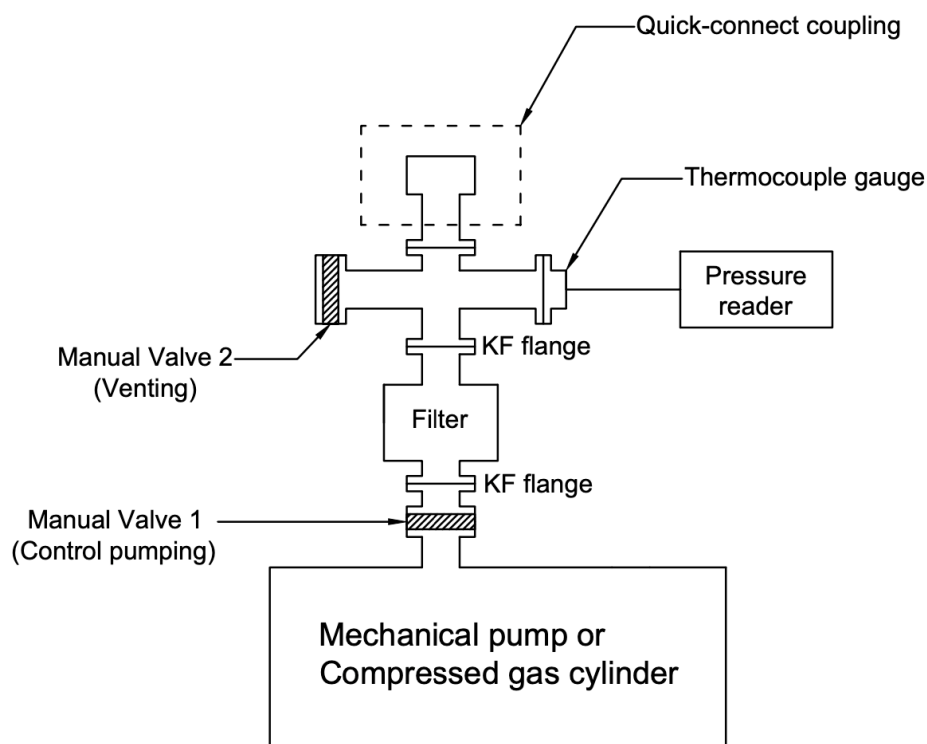 Quick-connect coupling
Thermocouple gauge
Pressure
reader
KF flange
Manual Valve 2
(Venting)
Filter
KF flange
Manual Valve 1
(Control pumping)
Mechanical pump or
Compressed gas cylinder